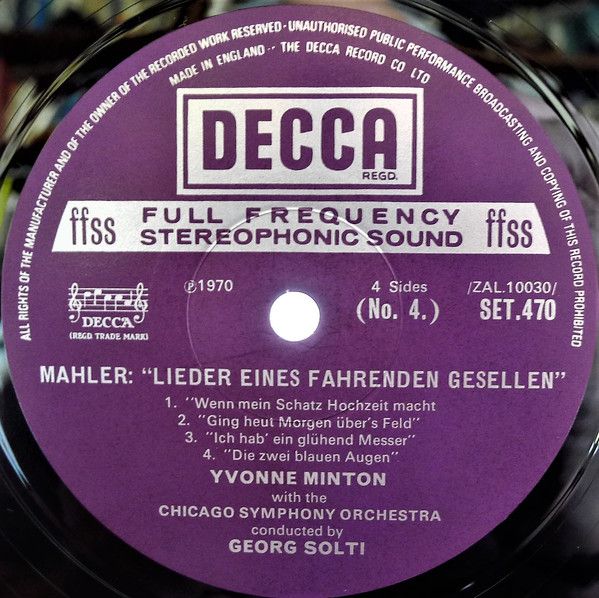 ALL RIGHTS OF THE MANUFACTURER AND OF THE OWNER OF THE RECORDED WORK RESERVED · UNAUTHORISED PUBLIC PERFORMANCE BROADCASTING AND COPYING OF THIS RECORD PROHIBITED
MADE IN ENGLAND ·· THE DECCA RECORD CO LTD
DECCA
REGD.
ffss FULL FREQUENCY STEREOPHONIC SOUND ffss
℗1970
4 Sides
/ZAL.10030/
(No. 4.)
SET.470
DECCA
(REGD. TRADE MARK)
MAHLER: "LIEDER EINES FAHRENDEN GESELLEN"
1. "Wenn mein Schatz Hochzeit macht
2. "Ging heut Morgen über's Feld"
3. "Ich hab' ein glühend Messer"
4. "Die zwei blauen Augen"
YVONNE MINTON
with the
CHICAGO SYMPHONY ORCHESTRA
conducted by
GEORG SOLTI